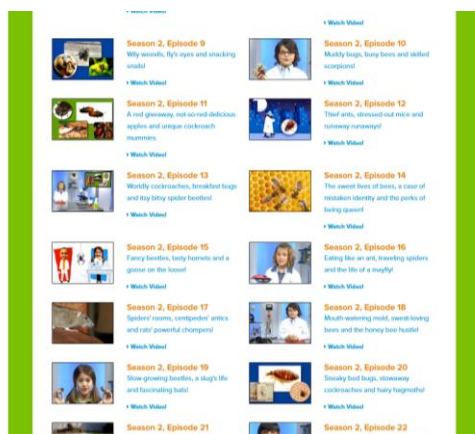 Watch Video!
Watch Video!
Season 2, Episode 9
Wily weevils, fly's eyes and snacking
snails!
Watch Video!
Season 2, Episode 10
Muddy bugs, busy bees and skilled
scorpions!
Watch Video!
Season 2, Episode 11
A red giveaway, not-so-red-delicious
apples and unique cockroach
mummies
Watch Video!
Season 2, Episode 12
Thief ants, stressed-out mice and
runaway runaways!
Watch Video!
Season 2, Episode 13
Worldly cockroaches, breakfast bugs
and itsy bitsy spider beetles!
Watch Video!
Season 2, Episode 14
The sweet lives of bees, a case of
mistaken identity and the perks of
being queen!
Watch Video!
Season 2, Episode 15
Fancy beetles, tasty hornets and a
goose on the loose!
Watch Video!
Season 2, Episode 16
Eating like an ant, traveling spiders
and the life of a mayfly!
Watch Video!
Season 2, Episode 17
Spiders' rooms, centipedes' antics
and rats' powerful chompers!
Watch Video!
Season 2, Episode 18
Mouth-watering mold, sweat-loving
bees and the honey bee hustle!
Watch Video!
Season 2, Episode 19
Slow-growing beetles, a slug's life
and fascinating bats!
Watch Video!
Season 2, Episode 20
Sneaky bed bugs, stowaway
cockroaches and hairy hagmoths!
Watch Video!
Season 2, Episode 21
Season 2, Episode 22